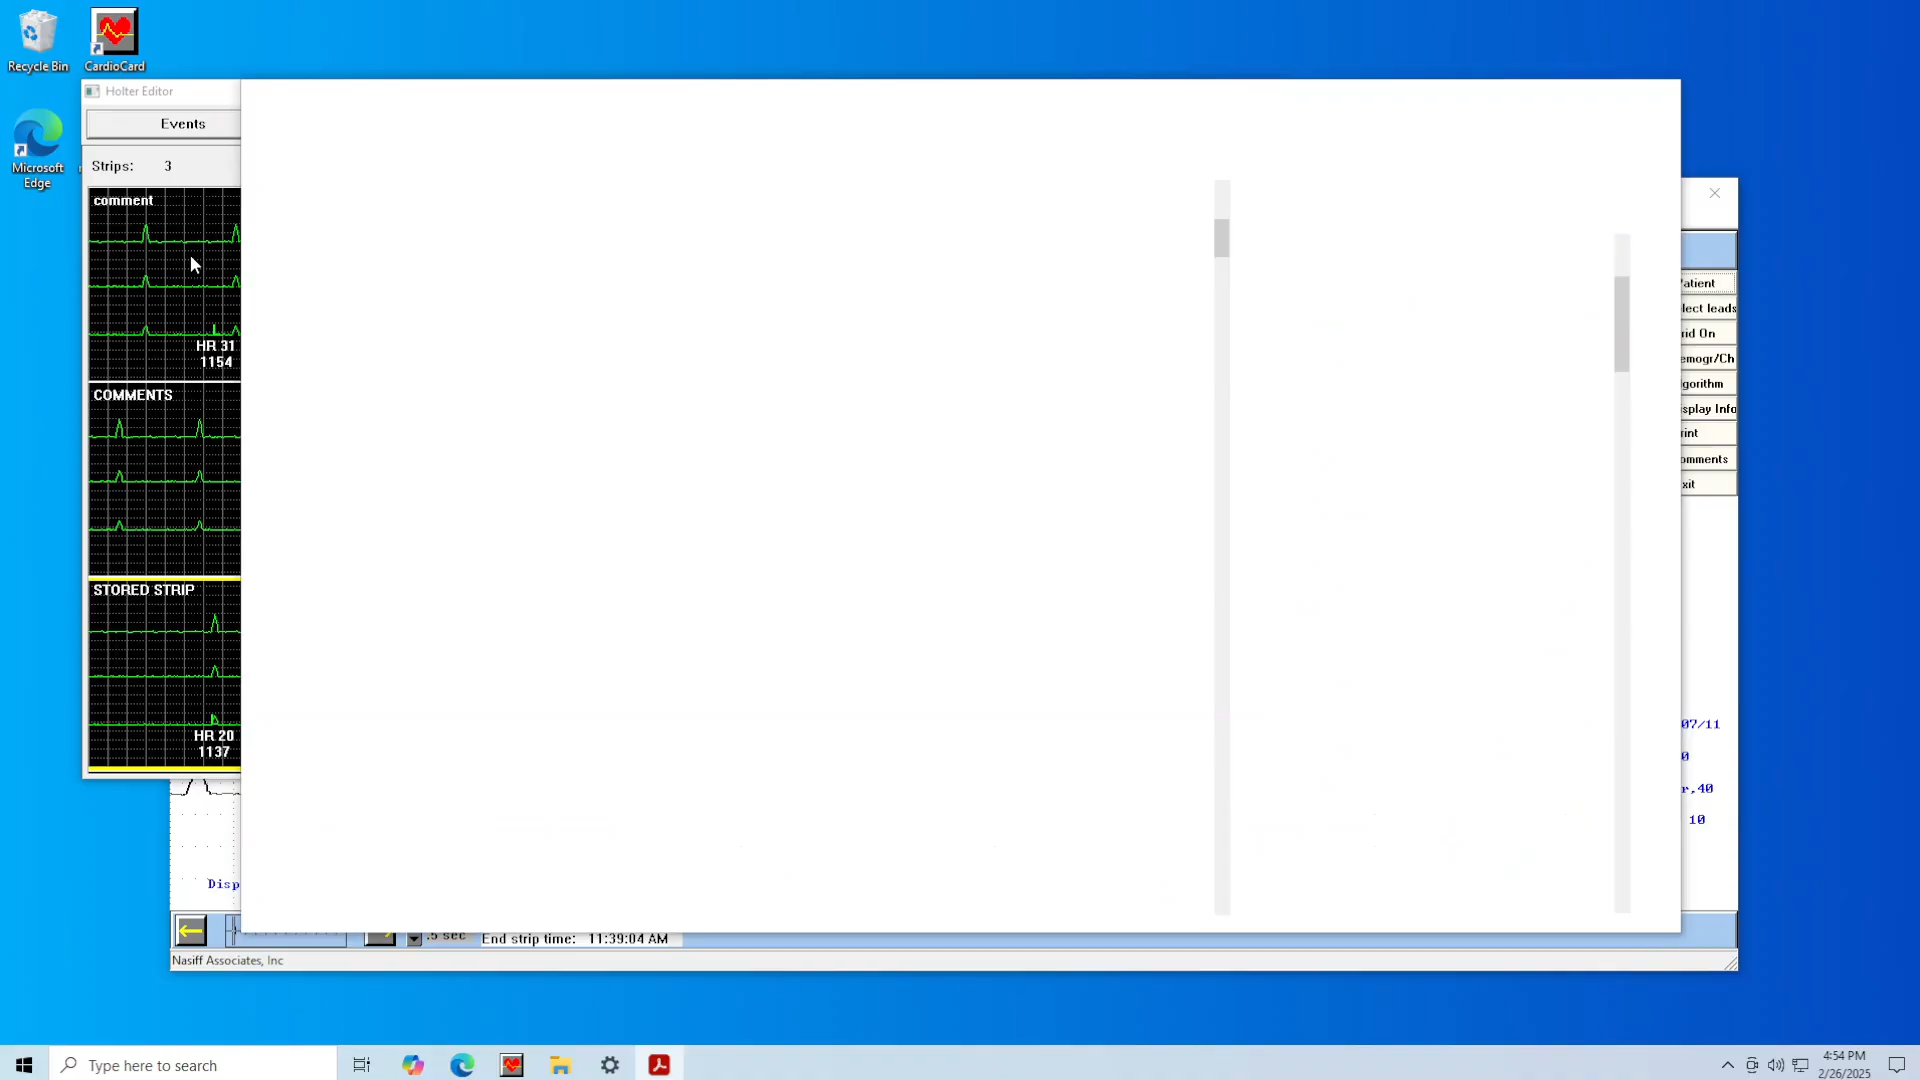 Recycle Bin
CardioCard
Microsoft
Edge
Holter Editor
Events
Strips: 3
comment
HR 31
1154
COMMENTS
STORED STRIP
HR 20
1137
Disp
.5 sec
End strip time: 11:39:04 AM
Nasiff Associates, Inc
atient
lect leads
rid On
emogr/Ch
gorithm
splay Info
rint
omments
xit
07/11
0
r,40
10
Type here to search
4:54 PM
2/26/2025